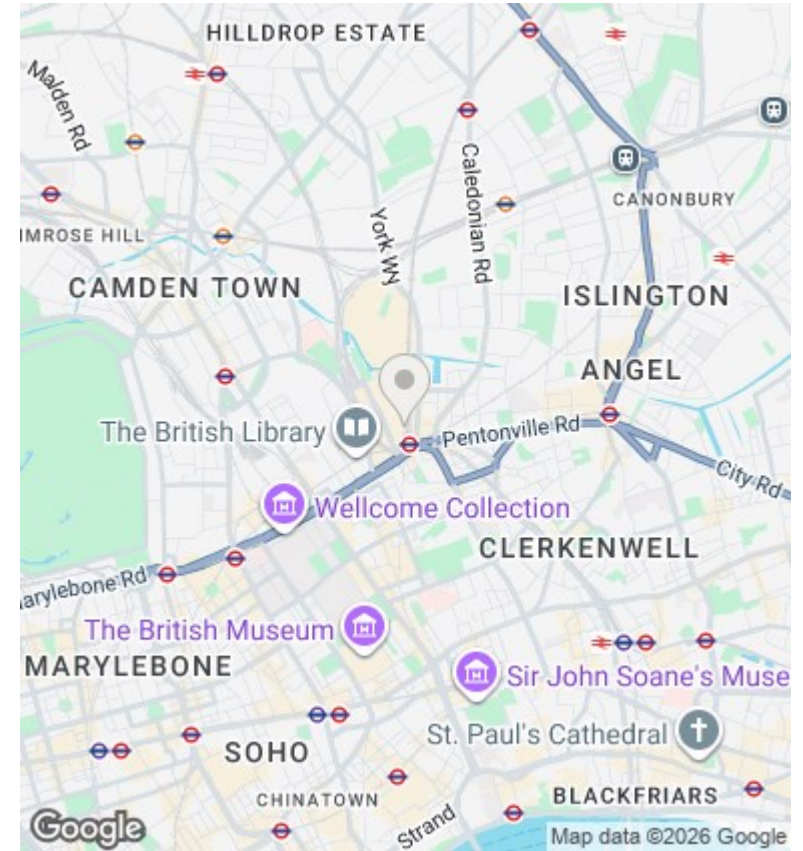 HILLDROP ESTATE
Malden Rd
Caledonian Rd
CANONBURY
IMROSE HILL
York Wy
CAMDEN TOWN
ISLINGTON
ANGEL
The British Library
Pentonville Rd
City Rd
Wellcome Collection
CLERKENWELL
arylebone Rd
The British Museum
MARYLEBONE
Sir John Soane's Muse
St. Paul's Cathedral
SOHO
CHINATOWN
BLACKFRIARS
Strand
Google
Map data ©2026 Google